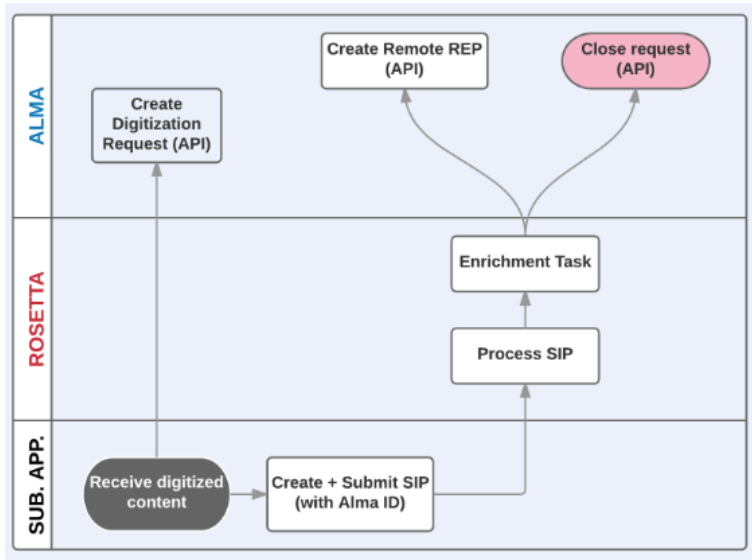 ALMA
Create
Digitization
Request (API)
Create Remote REP
(API)
Close request
(API)
ROSETTA
Enrichment Task
Process SIP
SUB. APP.
Receive digitized
content
Create + Submit SIP
(with Alma ID)